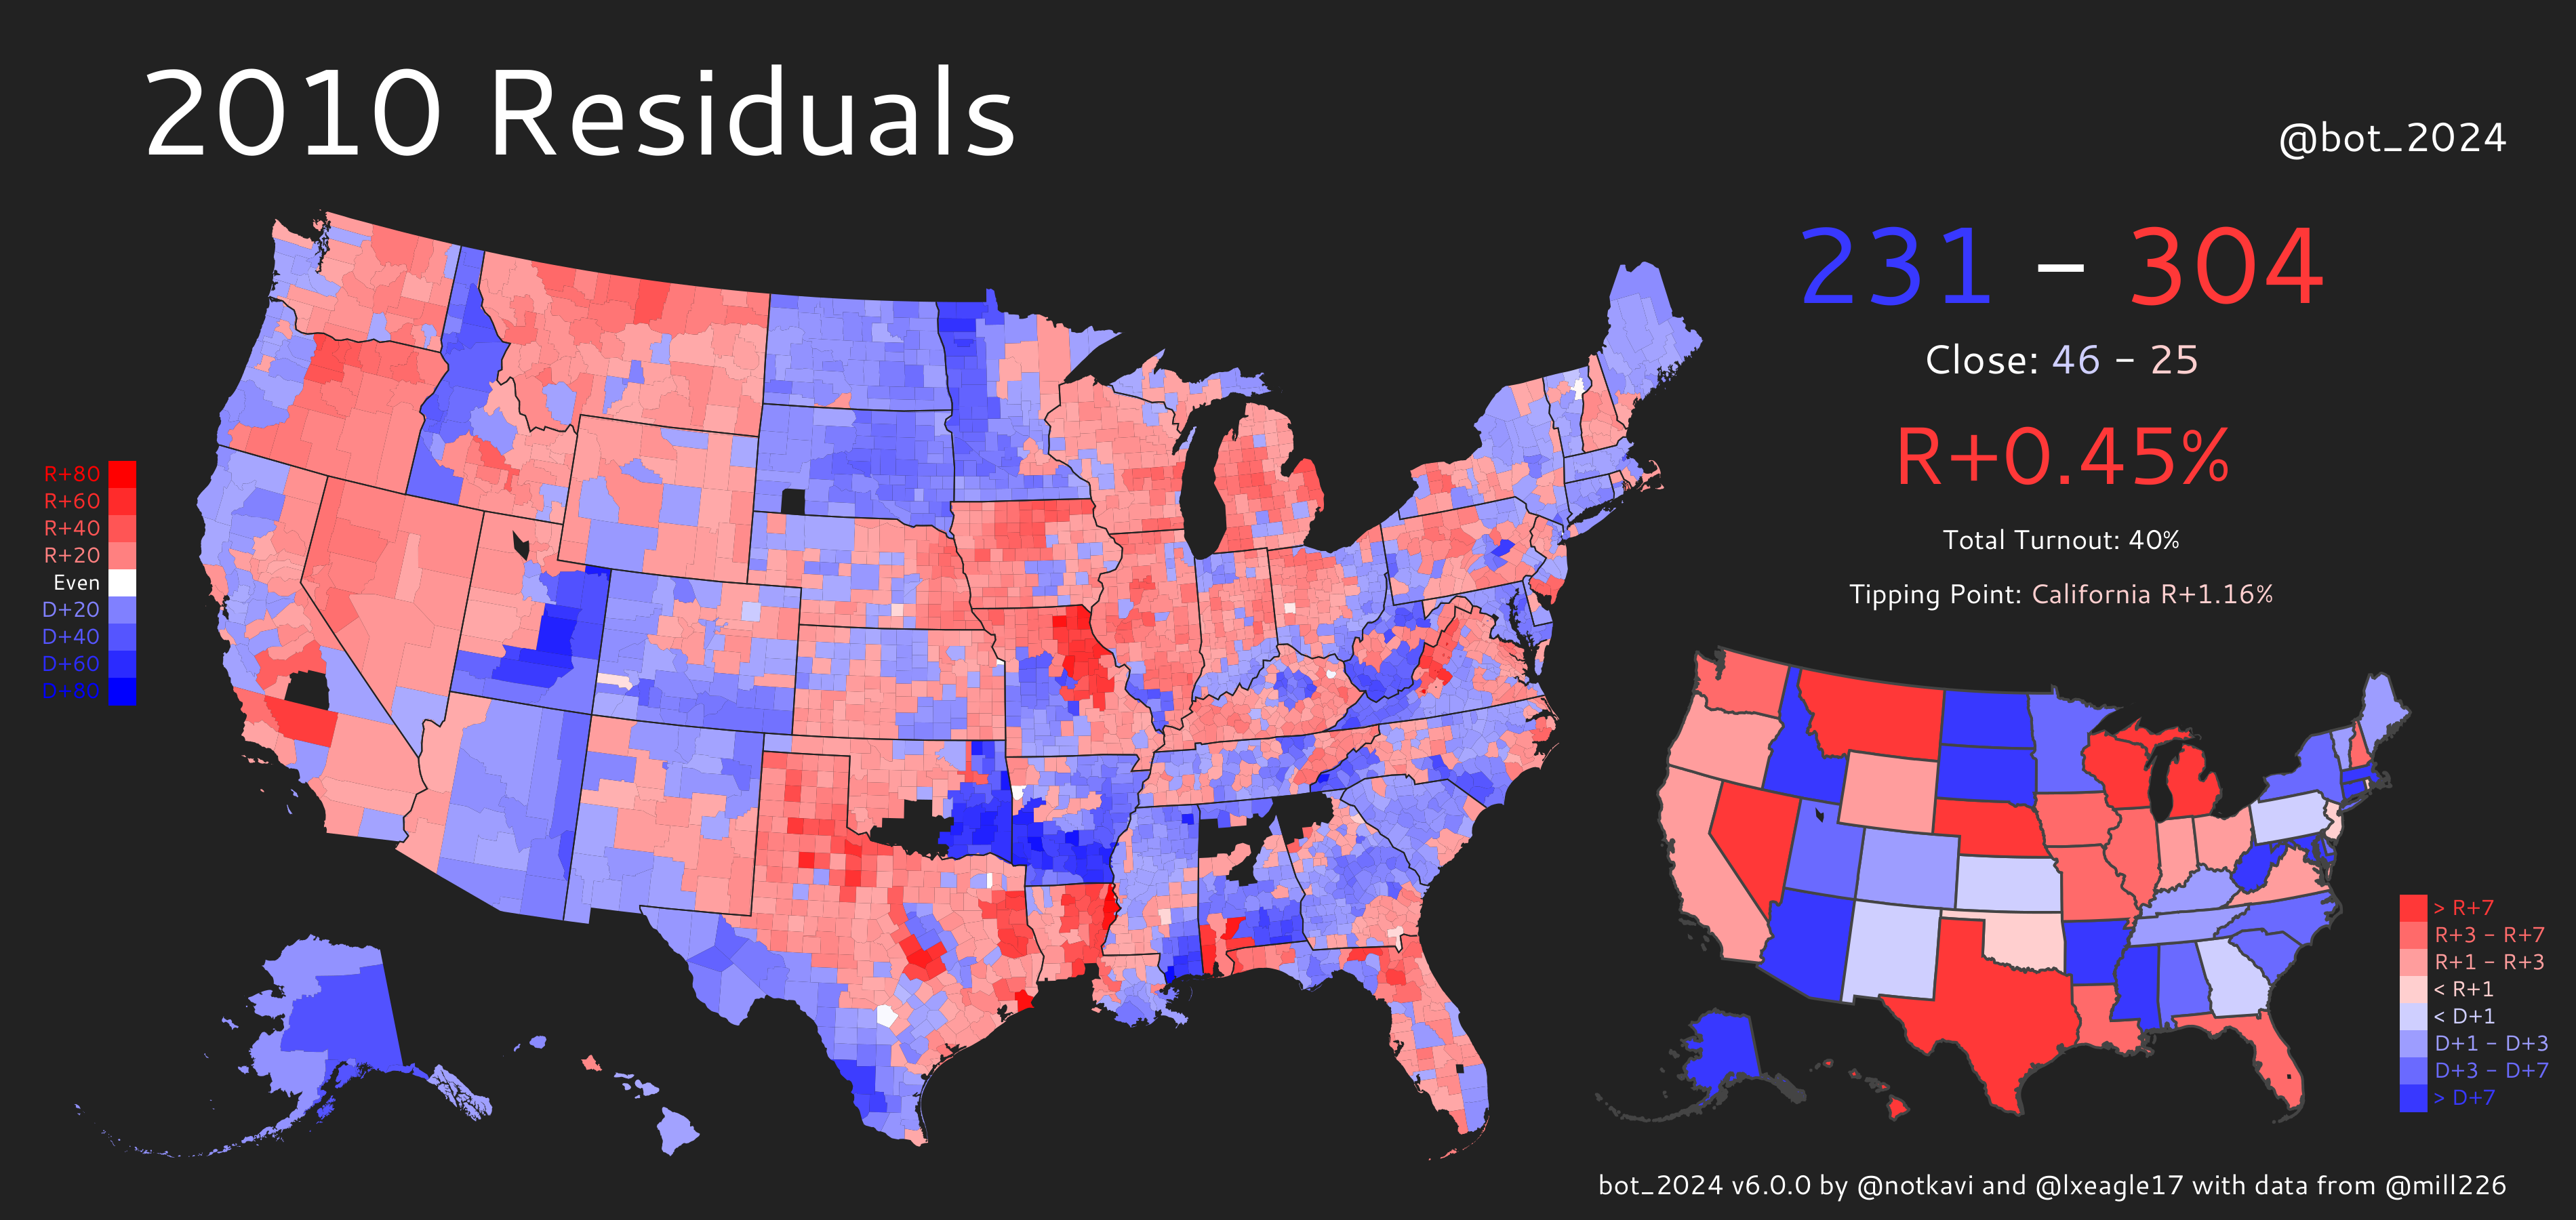 2010 Residuals
@bot_2024
231 – 304
Close: 46 – 25
R+0.45%
Total Turnout: 40%
Tipping Point: California R+1.16%
R+80
R+60
R+40
R+20
Even
D+20
D+40
D+60
D+80
> R+7
R+3 – R+7
R+1 – R+3
< R+1
< D+1
D+1 – D+3
D+3 – D+7
> D+7
bot_2024 v6.0.0 by @notkavi and @lxeagle17 with data from @mill226